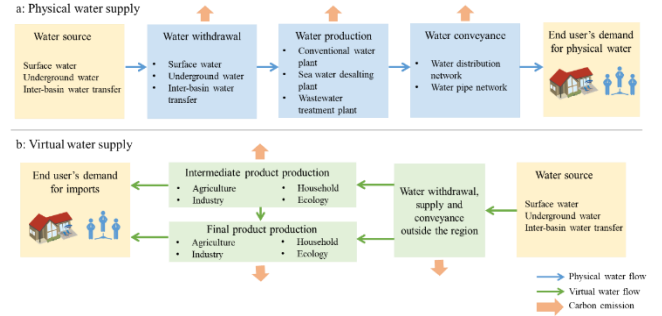 a: Physical water supply
Water source
Surface water
Underground water
Inter-basin water transfer
Water withdrawal
• Surface water
• Underground water
• Inter-basin water
transfer
Water production
• Conventional water
plant
• Sea water desalting
plant
• Wastewater
treatment plant
Water conveyance
• Water distribution
network
• Water pipe network
End user's demand
for physical water
b: Virtual water supply
End user's demand
for imports
Intermediate product production
• Agriculture • Household
• Industry • Ecology
Final product production
• Agriculture • Household
• Industry • Ecology
Water withdrawal,
supply and
conveyance
outside the region
Water source
Surface water
Underground water
Inter-basin water transfer
Physical water flow
Virtual water flow
Carbon emission